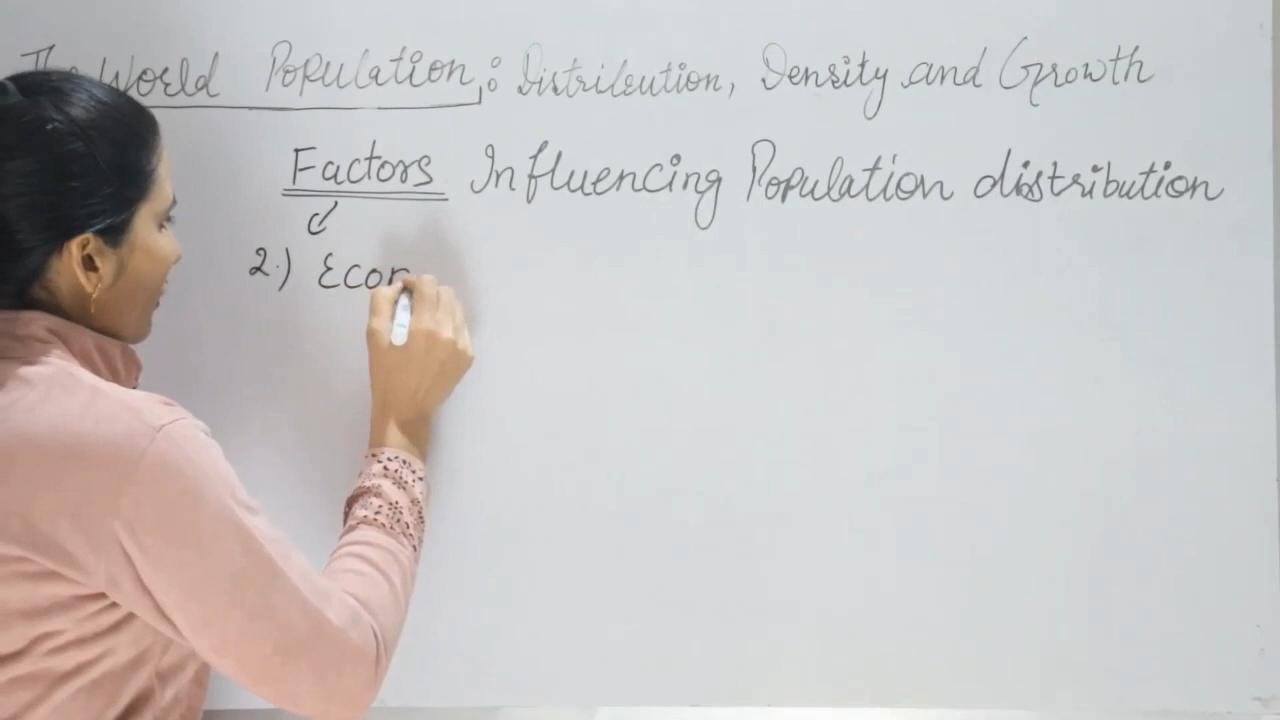 The World Population: Distribution, Density and Growth
Factors Influencing Population distribution
2.) Econ